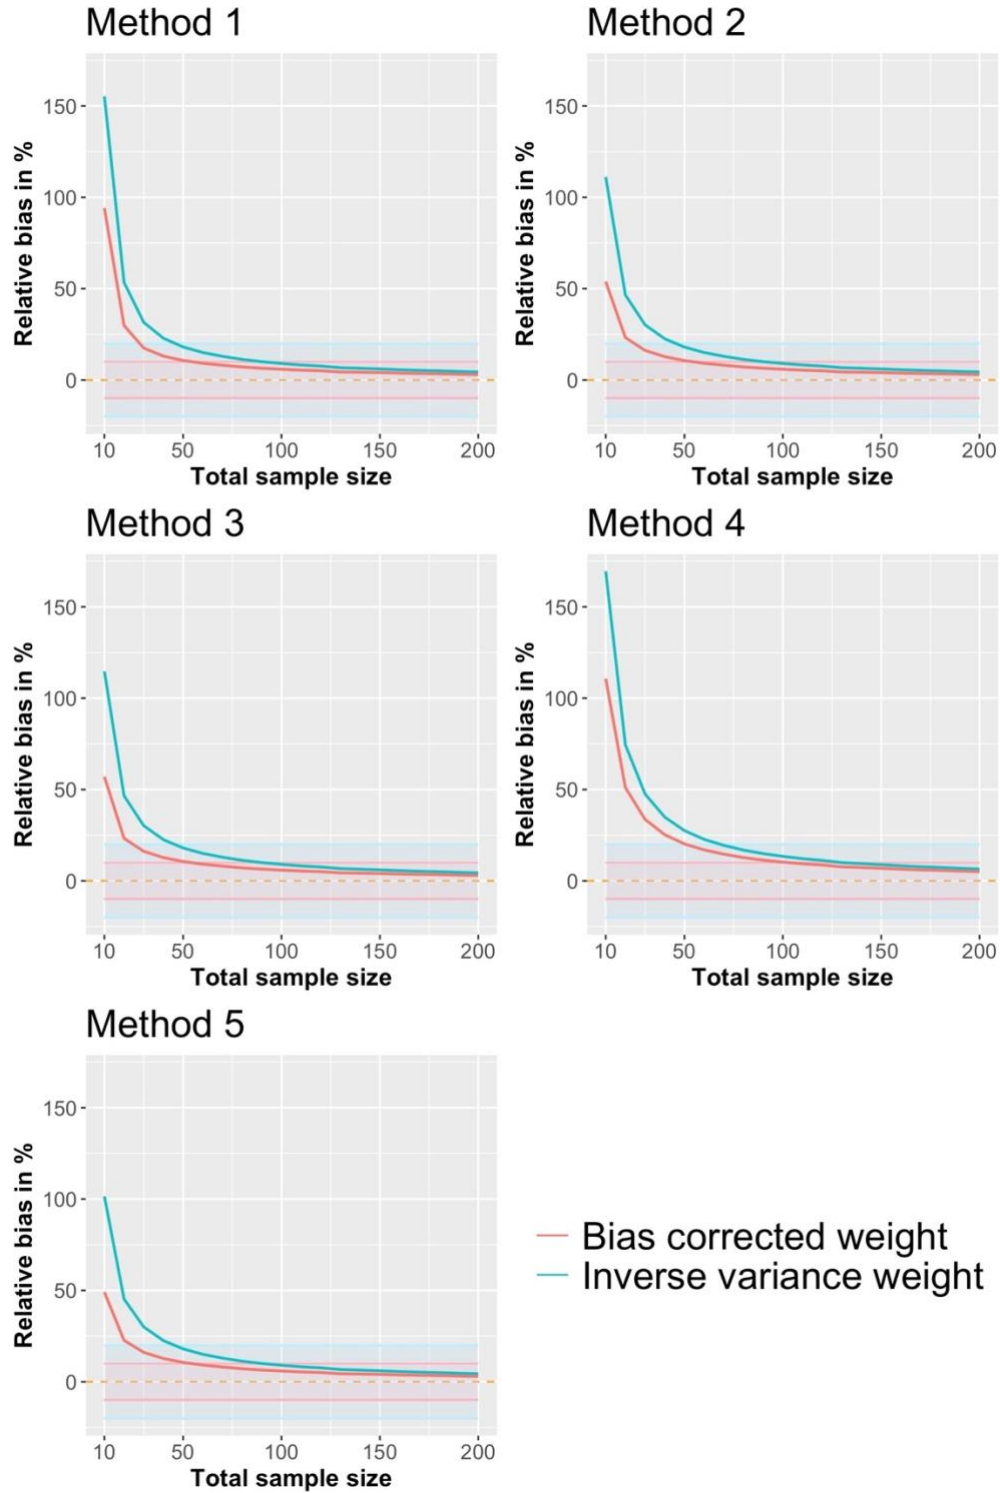 Method 1
Relative bias in %
150
100
50
0
10 50 100 150 200
Total sample size
Method 2
Relative bias in %
150
100
50
0
10 50 100 150 200
Total sample size
Method 3
Relative bias in %
150
100
50
0
10 50 100 150 200
Total sample size
Method 4
Relative bias in %
150
100
50
0
10 50 100 150 200
Total sample size
Method 5
Relative bias in %
150
100
50
0
10 50 100 150 200
Total sample size
Bias corrected weight
Inverse variance weight